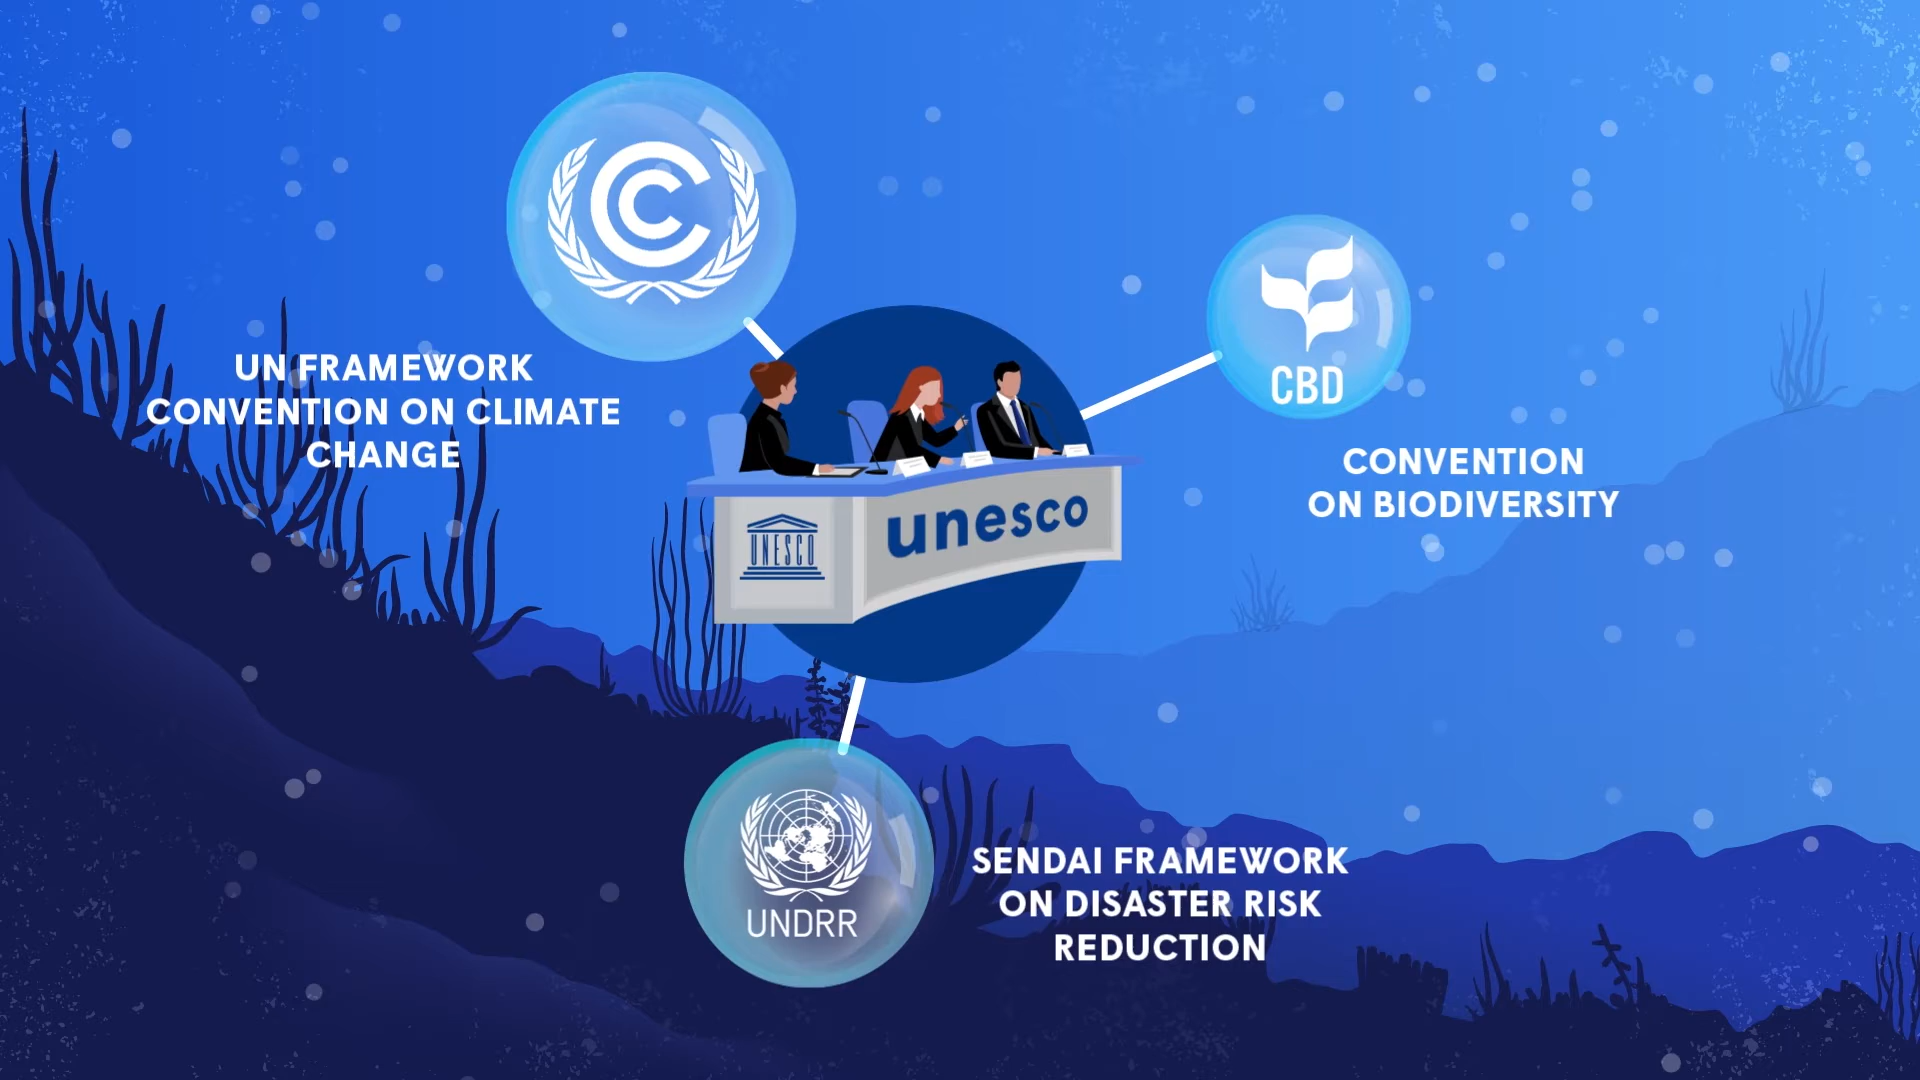 UN FRAMEWORK
CONVENTION ON CLIMATE
CHANGE
CBD
CONVENTION
ON BIODIVERSITY
UNESCO
unesco
UNDRR
SENDAI FRAMEWORK
ON DISASTER RISK
REDUCTION